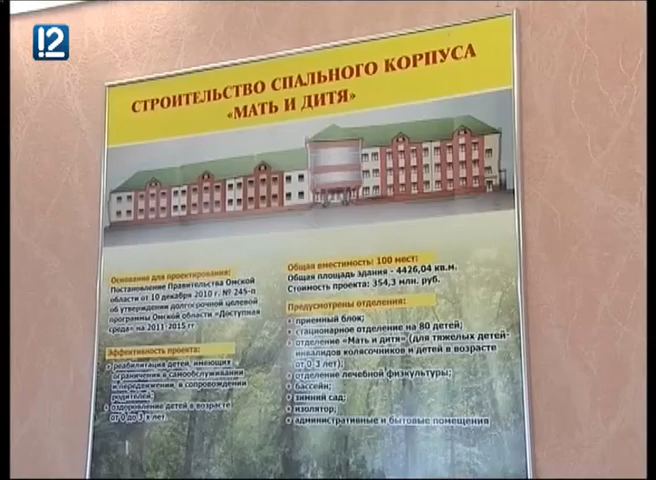 12
СТРОИТЕЛЬСТВО СПАЛЬНОГО КОРПУСА
«МАТЬ И ДИТЯ»
Основание для проектирования:
Постановление Правительства Омской
области от 10 декабря 2010 г. № 245-п
об утверждении долгосрочной целевой
программы Омской области «Доступная
среда» на 2011-2015 гг
Эффективность проекта:
• реабилитация детей, имеющих
ограничения в самообслуживании
и передвижении, в сопровождении
родителей;
• оздоровление детей в возрасте
от 0 до 3 лет.
Общая вместимость: 100 мест;
Общая площадь здания - 4426,04 кв.м.
Стоимость проекта: 354,3 млн. руб.
Предусмотрены отделения:
• приемный блок;
• стационарное отделение на 80 детей;
• отделение «Мать и дитя» (для тяжелых детей-
инвалидов колясочников и детей в возрасте
от 0-3 лет);
• отделение лечебной физкультуры;
• бассейн;
• зимний сад;
• изолятор;
• административные и бытовые помещения